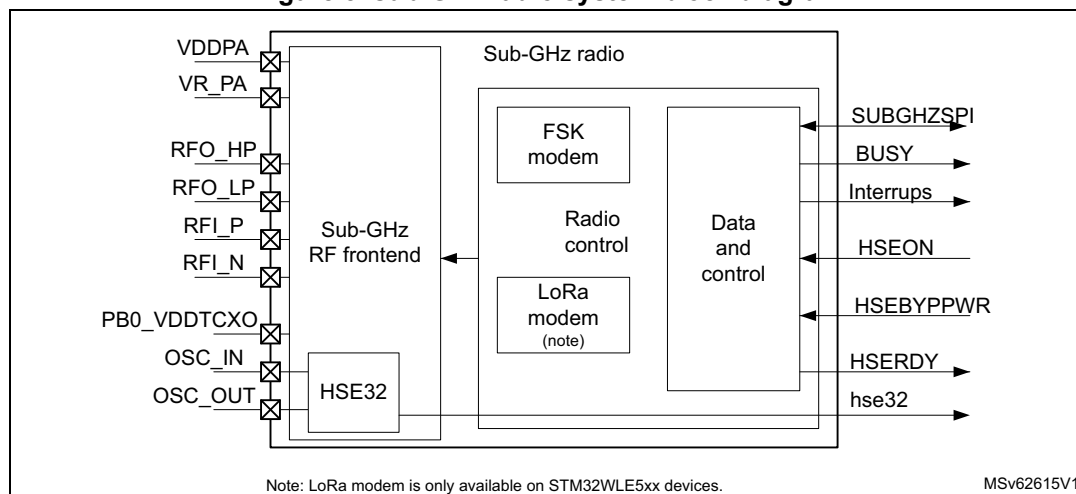 Sub-GHz radio
VDDPA
VR_PA
RFO_HP
RFO_LP
RFI_P
RFI_N
PB0_VDDTCXO
OSC_IN
OSC_OUT
Sub-GHz
RF frontend
HSE32
FSK
modem
Radio
control
LoRa
modem
(note)
Data
and
control
SUBGHZSPI
BUSY
Interrups
HSEON
HSEBYPPWR
HSERDY
hse32
Note: LoRa modem is only available on STM32WLE5xx devices.
MSv62615V1